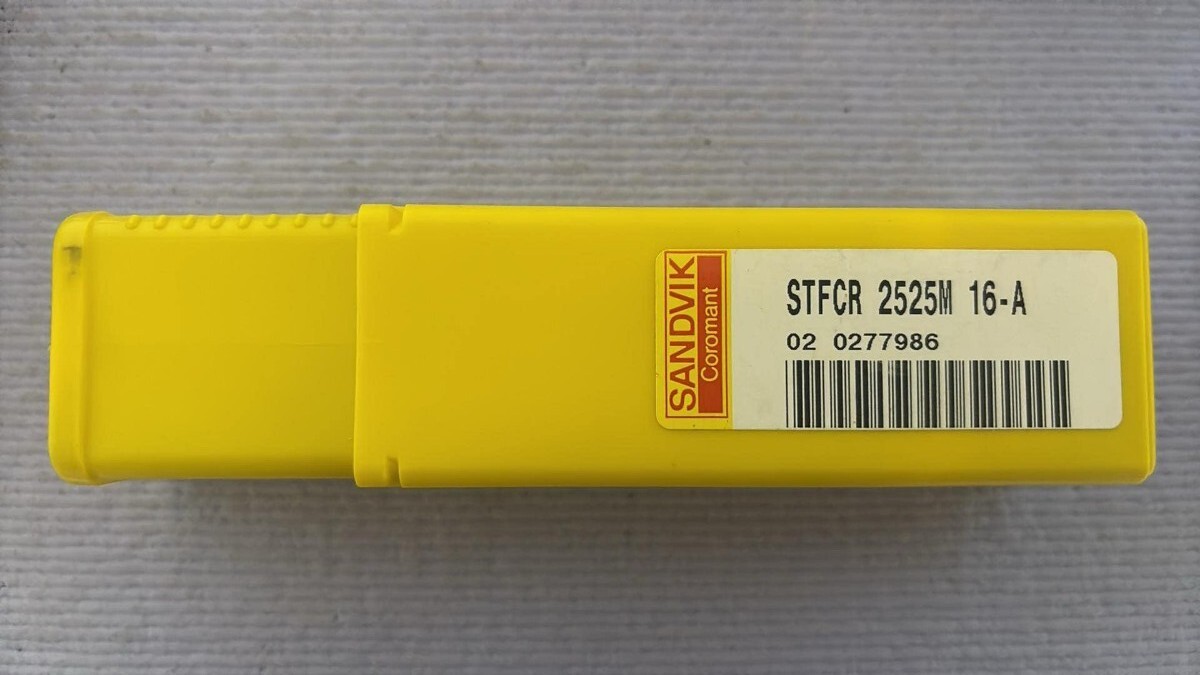 SANDVIK
Coromant
STFCR 2525M 16-A
02 0277986